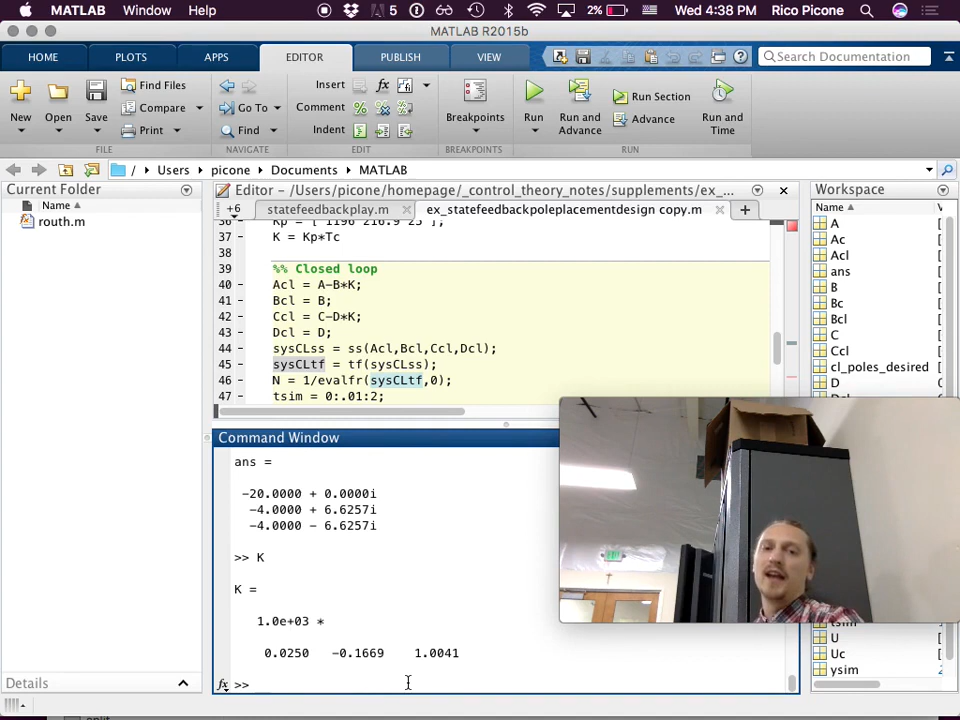 MATLAB Window Help 5 2% Wed 4:38 PM Rico Picone
MATLAB R2015b
HOME PLOTS APPS EDITOR PUBLISH VIEW Search Documentation
New Open Save Find Files Compare Print Go To Find Insert Comment Indent fx Breakpoints Run Run and Advance Run Section Advance Run and Time
FILE NAVIGATE EDIT BREAKPOINTS RUN
/ Users picone Documents MATLAB
Current Folder
Name
routh.m
Details
Editor - /Users/picone/homepage/_control_theory_notes/supplements/ex_...
+6 statefeedbackplay.m ex_statefeedbackpoleplacementdesign copy.m
37 - K = Kp*Tc
38
39 %% Closed loop
40 - Acl = A-B*K;
41 - Bcl = B;
42 - Ccl = C-D*K;
43 - Dcl = D;
44 - sysCLss = ss(Acl,Bcl,Ccl,Dcl);
45 - sysCLtf = tf(sysCLss);
46 - N = 1/evalfr(sysCLtf,0);
47 - tsim = 0:.01:2;
Command Window
ans =
-20.0000 + 0.0000i
-4.0000 + 6.6257i
-4.0000 - 6.6257i
>> K
K =
1.0e+03 *
0.0250 -0.1669 1.0041
fx >>
Workspace
Name
A
Ac
Acl
ans
B
Bc
Bcl
C
Ccl
cl_poles_desired
D
U
Uc
ysim